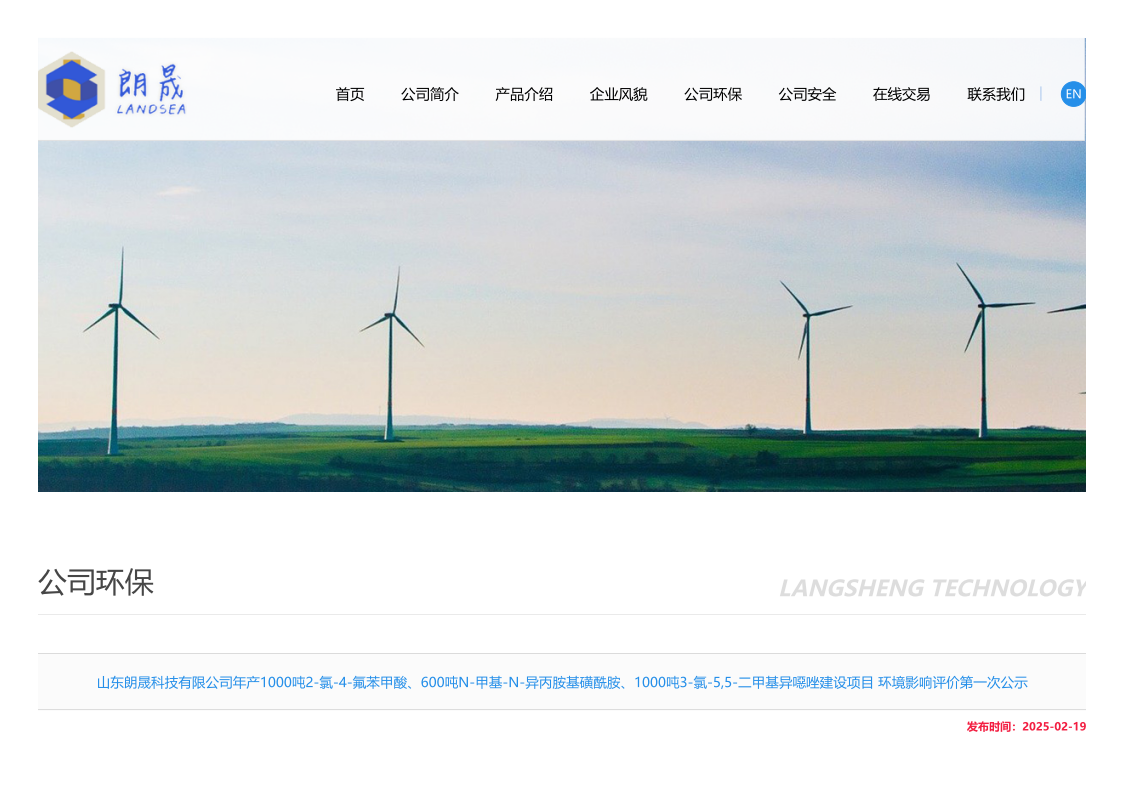 朗晟
LANDSEA
首页 公司简介 产品介绍 企业风貌 公司环保 公司安全 在线交易 联系我们 EN
公司环保
LANGSHENG TECHNOLOGY
山东朗晟科技有限公司年产1000吨2-氯-4-氟苯甲酸、600吨N-甲基-N-异丙胺基磺酰胺、1000吨3-氯-5,5-二甲基异噁唑建设项目 环境影响评价第一次公示
发布时间：2025-02-19